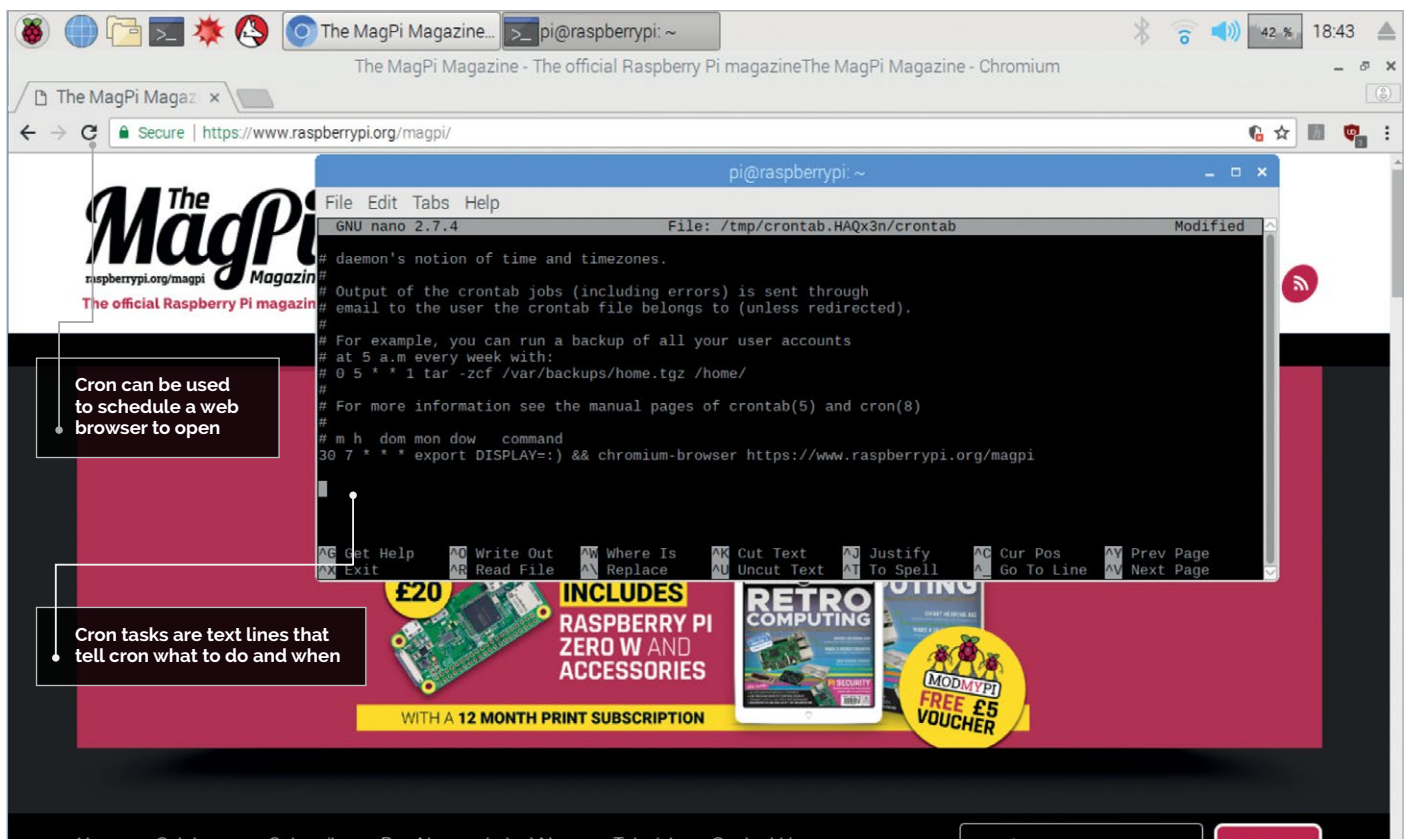 The MagPi Magazine...
pi@raspberrypi: ~
42 %
18:43
The MagPi Magazine - The official Raspberry Pi magazineThe MagPi Magazine - Chromium
The MagPi Magaz
Secure | https://www.raspberrypi.org/magpi/
The
MagPi
raspberrypi.org/magpi Magazin
The official Raspberry Pi magazin
pi@raspberrypi: ~
File Edit Tabs Help
GNU nano 2.7.4 File: /tmp/crontab.HAQx3n/crontab Modified
# daemon's notion of time and timezones.
#
# Output of the crontab jobs (including errors) is sent through
# email to the user the crontab file belongs to (unless redirected).
#
# For example, you can run a backup of all your user accounts
# at 5 a.m every week with:
# 0 5 * * 1 tar -zcf /var/backups/home.tgz /home/
#
# For more information see the manual pages of crontab(5) and cron(8)
#
# m h dom mon dow command
30 7 * * * export DISPLAY=:) && chromium-browser https://www.raspberrypi.org/magpi
^G Get Help ^O Write Out ^W Where Is ^K Cut Text ^J Justify ^C Cur Pos ^Y Prev Page
^X Exit ^R Read File ^\ Replace ^U Uncut Text ^T To Spell ^_ Go To Line ^V Next Page
Cron can be used
to schedule a web
browser to open
Cron tasks are text lines that
tell cron what to do and when
£20
INCLUDES
RASPBERRY PI
ZERO W AND
ACCESSORIES
WITH A 12 MONTH PRINT SUBSCRIPTION
RETRO
COMPUTING
PI SECURITY
MODMYPI
FREE £5
VOUCHER